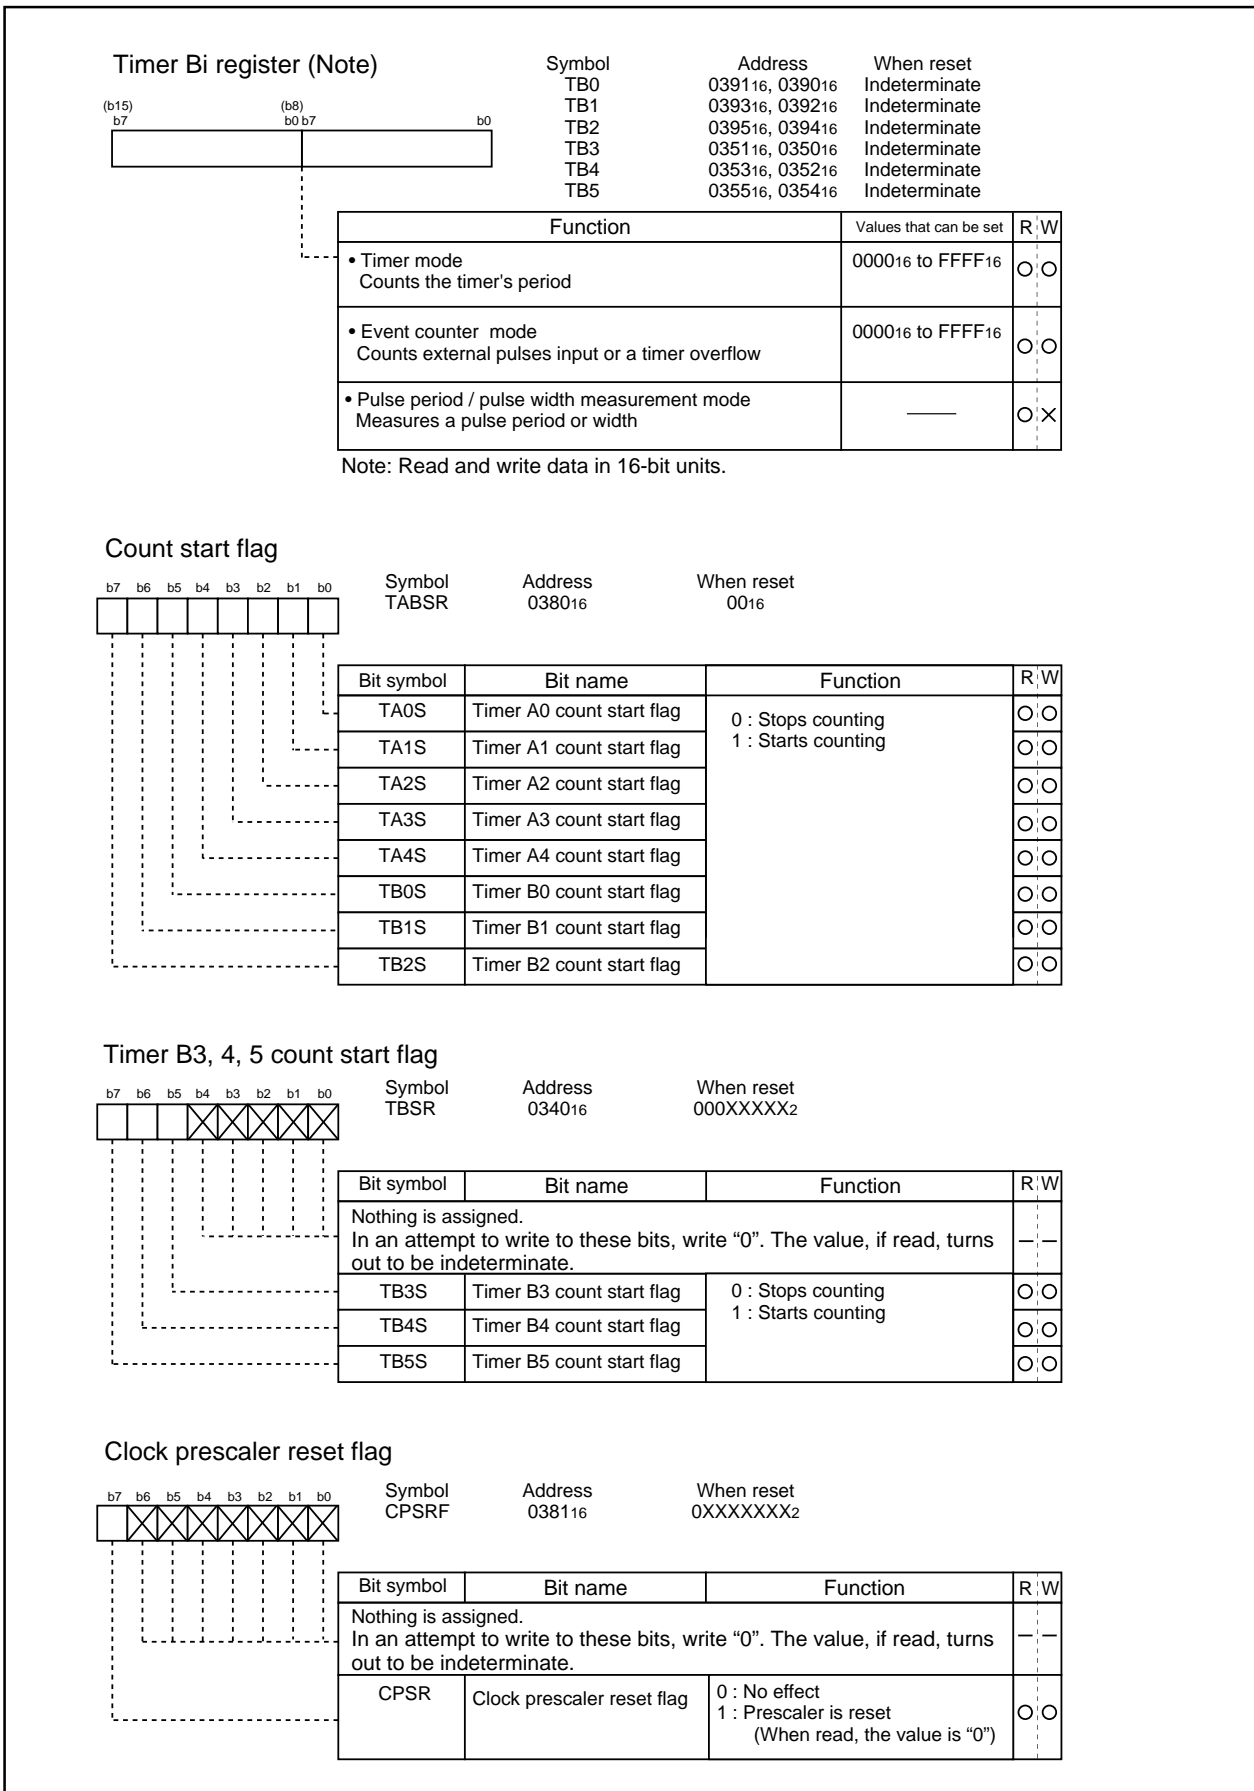 Timer Bi register (Note)
Symbol Address When reset
TB0 039116, 039016 Indeterminate
TB1 039316, 039216 Indeterminate
TB2 039516, 039416 Indeterminate
TB3 035116, 035016 Indeterminate
TB4 035316, 035216 Indeterminate
TB5 035516, 035416 Indeterminate
(b15) (b8)
b7 b0 b7 b0
Function Values that can be set R W
• Timer mode 000016 to FFFF16
Counts the timer's period
• Event counter mode 000016 to FFFF16
Counts external pulses input or a timer overflow
• Pulse period / pulse width measurement mode
Measures a pulse period or width
Note: Read and write data in 16-bit units.
Count start flag
b7 b6 b5 b4 b3 b2 b1 b0
Symbol Address When reset
TABSR 038016 0016
Bit symbol Bit name Function R W
TA0S Timer A0 count start flag 0 : Stops counting
TA1S Timer A1 count start flag 1 : Starts counting
TA2S Timer A2 count start flag
TA3S Timer A3 count start flag
TA4S Timer A4 count start flag
TB0S Timer B0 count start flag
TB1S Timer B1 count start flag
TB2S Timer B2 count start flag
Timer B3, 4, 5 count start flag
b7 b6 b5 b4 b3 b2 b1 b0
Symbol Address When reset
TBSR 034016 000XXXXX2
Bit symbol Bit name Function R W
Nothing is assigned.
In an attempt to write to these bits, write “0”. The value, if read, turns
out to be indeterminate.
TB3S Timer B3 count start flag 0 : Stops counting
TB4S Timer B4 count start flag 1 : Starts counting
TB5S Timer B5 count start flag
Clock prescaler reset flag
b7 b6 b5 b4 b3 b2 b1 b0
Symbol Address When reset
CPSRF 038116 0XXXXXXX2
Bit symbol Bit name Function R W
Nothing is assigned.
In an attempt to write to these bits, write “0”. The value, if read, turns
out to be indeterminate.
CPSR Clock prescaler reset flag 0 : No effect
1 : Prescaler is reset
(When read, the value is “0”)